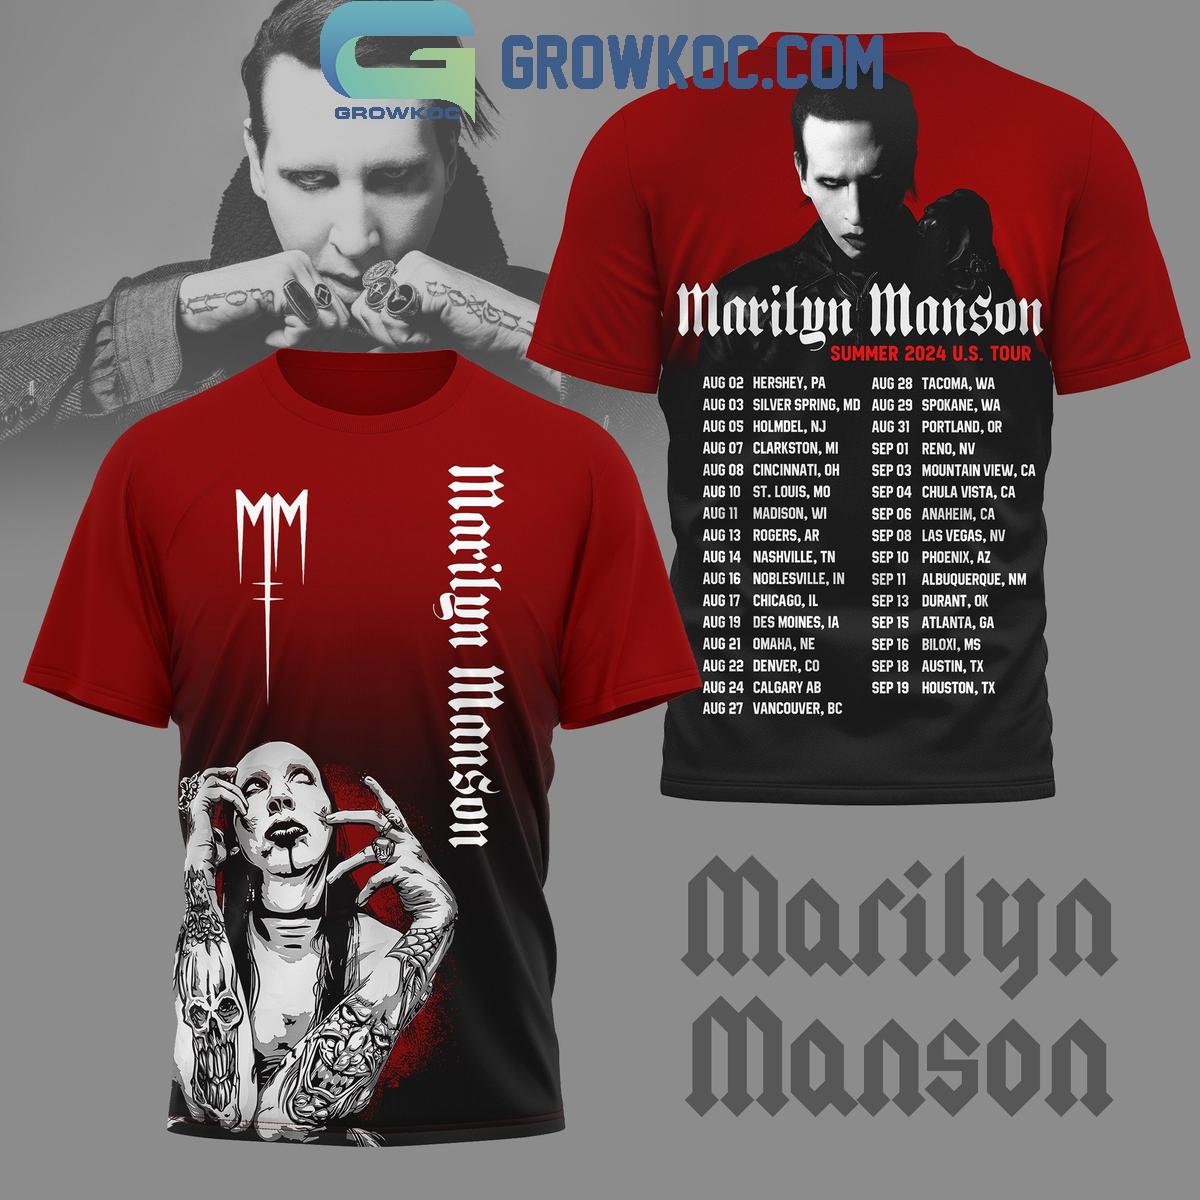 GROWKOC
GROWKOC.COM
Marilyn Manson
SUMMER 2024 U.S. TOUR
AUG 02 HERSHEY, PA
AUG 03 SILVER SPRING, MD
AUG 05 HOLMDEL, NJ
AUG 07 CLARKSTON, MI
AUG 08 CINCINNATI, OH
AUG 10 ST. LOUIS, MO
AUG 11 MADISON, WI
AUG 13 ROGERS, AR
AUG 14 NASHVILLE, TN
AUG 16 NOBLESVILLE, IN
AUG 17 CHICAGO, IL
AUG 19 DES MOINES, IA
AUG 21 OMAHA, NE
AUG 22 DENVER, CO
AUG 24 CALGARY AB
AUG 27 VANCOUVER, BC
AUG 28 TACOMA, WA
AUG 29 SPOKANE, WA
AUG 31 PORTLAND, OR
SEP 01 RENO, NV
SEP 03 MOUNTAIN VIEW, CA
SEP 04 CHULA VISTA, CA
SEP 06 ANAHEIM, CA
SEP 08 LAS VEGAS, NV
SEP 10 PHOENIX, AZ
SEP 11 ALBUQUERQUE, NM
SEP 13 DURANT, OK
SEP 15 ATLANTA, GA
SEP 16 BILOXI, MS
SEP 18 AUSTIN, TX
SEP 19 HOUSTON, TX
MM
Marilyn Manson
Marilyn
Manson